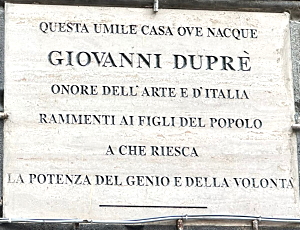 QUESTA UMILE CASA OVE NACQUE
GIOVANNI DUPRÈ
ONORE DELL'ARTE E D'ITALIA
RAMMENTI AI FIGLI DEL POPOLO
A CHE RIESCA
LA POTENZA DEL GENIO E DELLA VOLONTÀ